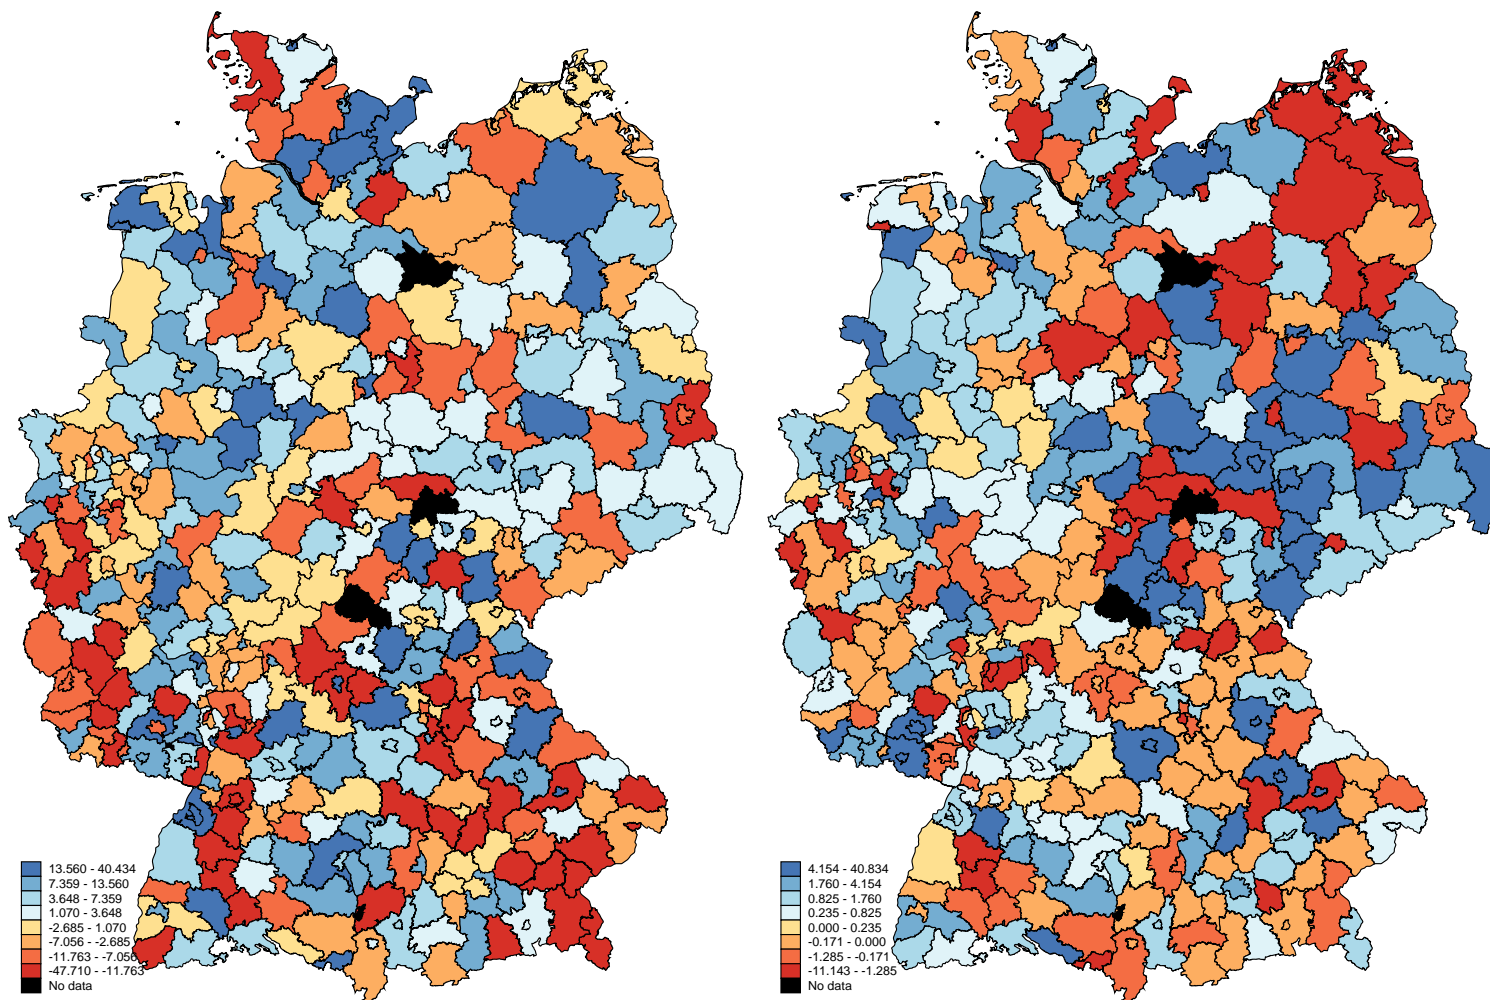 13.560 - 40.434
7.359 - 13.560
3.648 - 7.359
1.070 - 3.648
-2.685 - 1.070
-7.056 - -2.685
-11.763 - -7.056
-47.710 - -11.763
No data
4.154 - 40.834
1.760 - 4.154
0.825 - 1.760
0.235 - 0.825
0.000 - 0.235
-0.171 - 0.000
-1.285 - -0.171
-11.143 - -1.285
No data